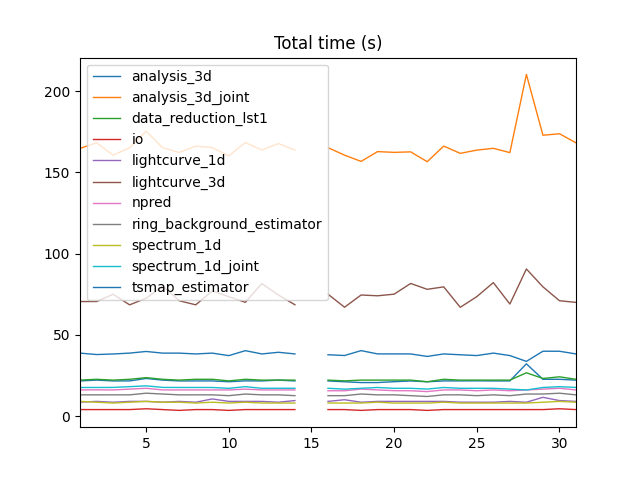 Total time (s)
200
150
100
50
0
analysis_3d
analysis_3d_joint
data_reduction_lst1
io
lightcurve_1d
lightcurve_3d
npred
ring_background_estimator
spectrum_1d
spectrum_1d_joint
tsmap_estimator
5 10 15 20 25 30